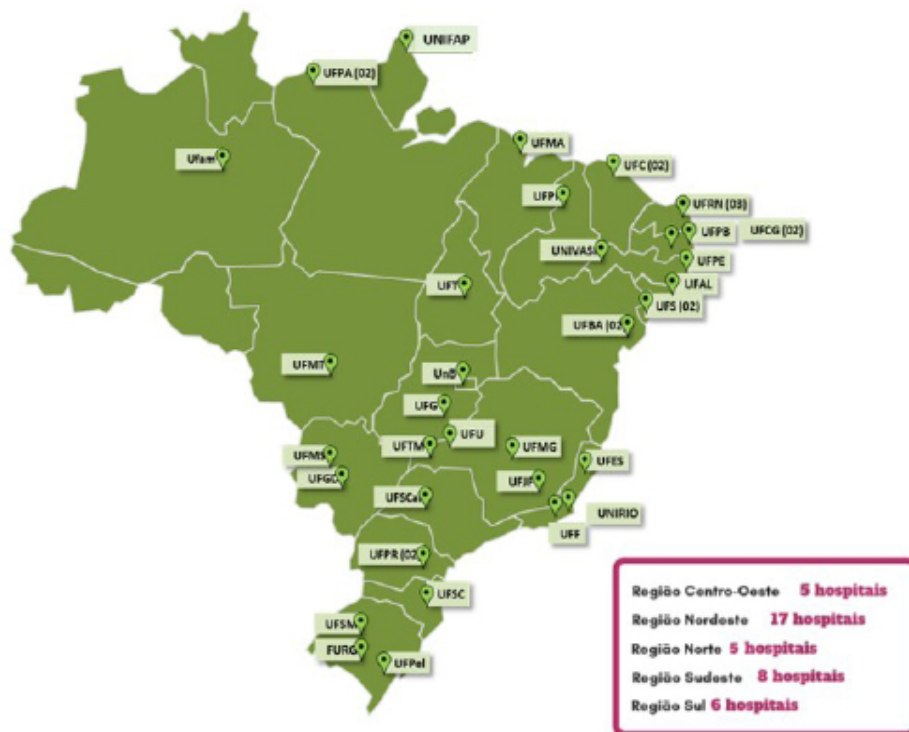 UNIFAP
UFPA (02)
UFMA
Ufam
UFC (02)
UFPI
UFRN (03)
UFPB
UFCG (02)
UNIVASF
UFPE
UFT
UFAL
UFS (02)
UFBA (02
UFMT
UnB
UFG
UFU
UFTM
UFMG
UFMS
UFES
UFGD
UFJF
UFSCar
UNIRIO
UFF
UFPR (02
UFSC
UFSM
FURG
UFPel
Região Centro-Oeste 5 hospitais
Região Nordeste 17 hospitais
Região Norte 5 hospitais
Região Sudeste 8 hospitais
Região Sul 6 hospitais